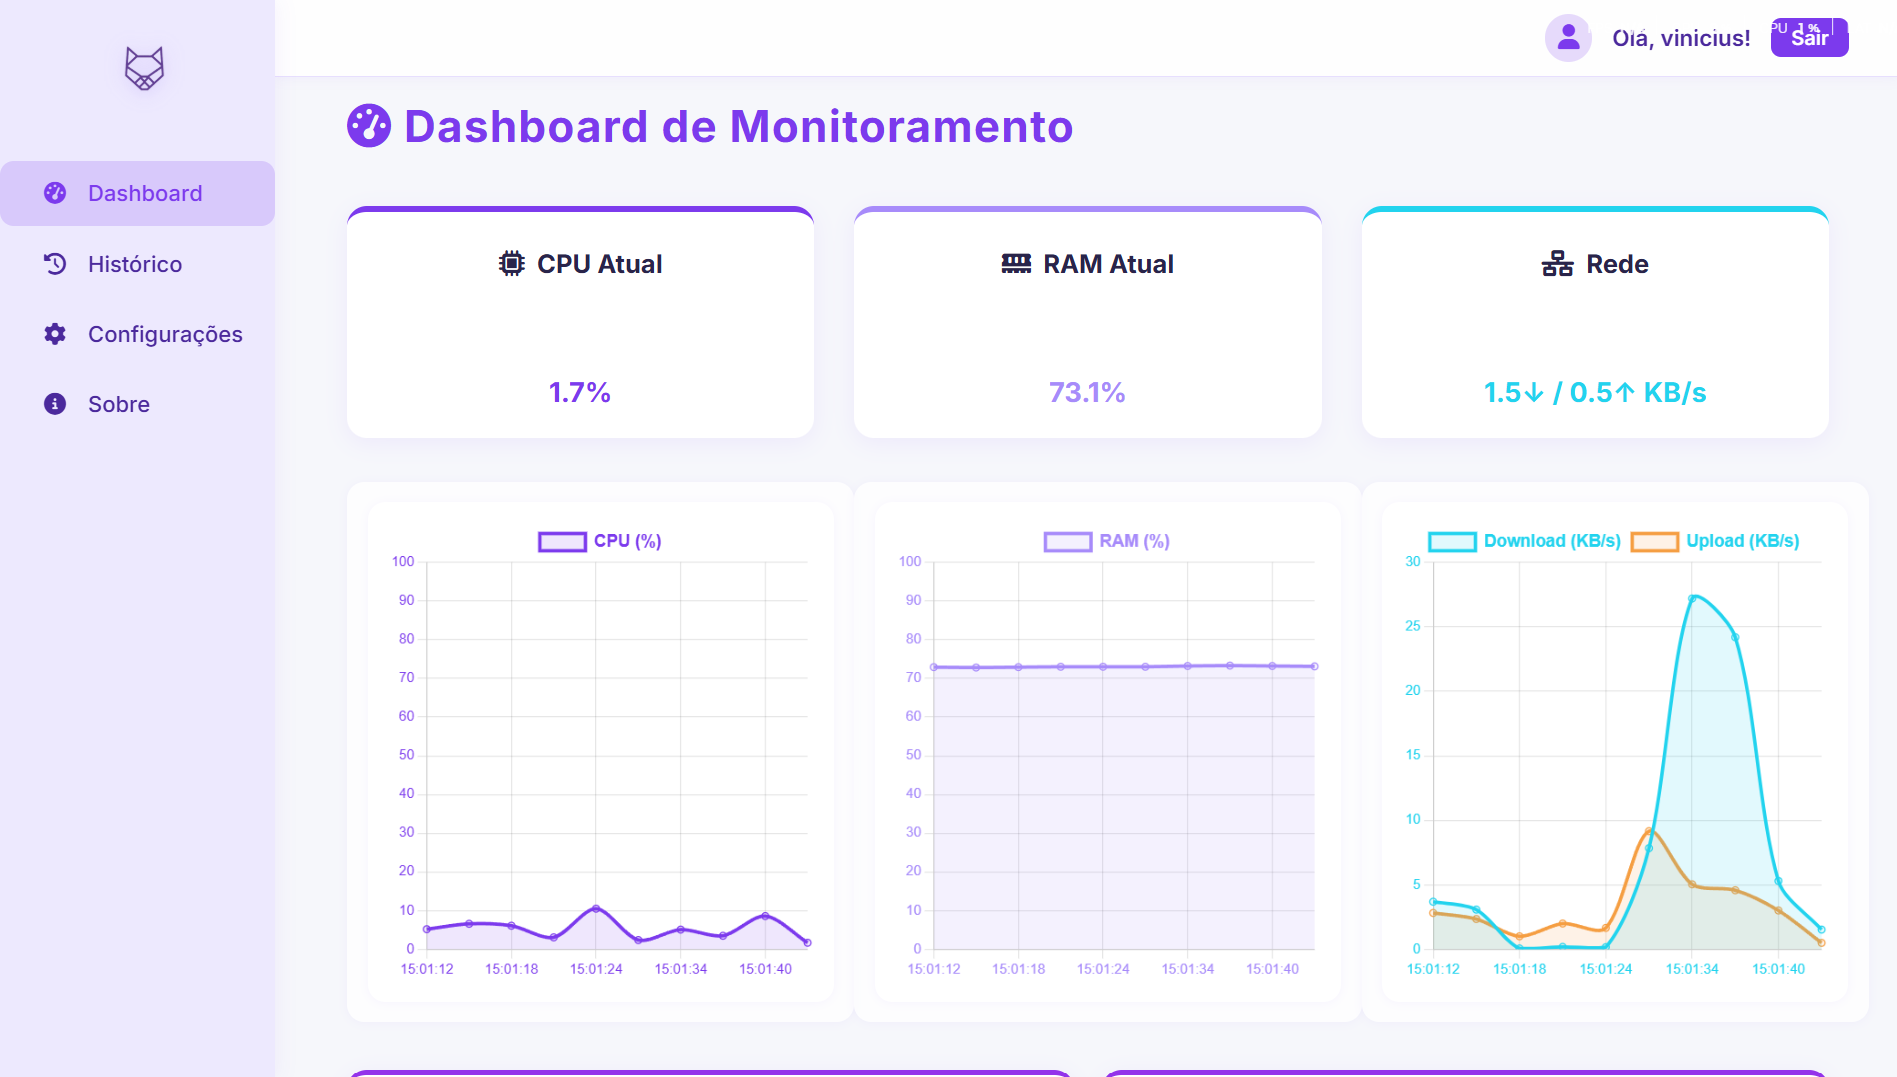 Olá, vinicius!
PU 1 %
Sair
Dashboard de Monitoramento
Dashboard
Histórico
Configurações
Sobre
CPU Atual
1.7%
RAM Atual
73.1%
Rede
1.5↓ / 0.5↑ KB/s
CPU (%)
100
90
80
70
60
50
40
30
20
10
0
15:01:12 15:01:18 15:01:24 15:01:34 15:01:40
RAM (%)
100
90
80
70
60
50
40
30
20
10
0
15:01:12 15:01:18 15:01:24 15:01:34 15:01:40
Download (KB/s) Upload (KB/s)
30
25
20
15
10
5
0
15:01:12 15:01:18 15:01:24 15:01:34 15:01:40